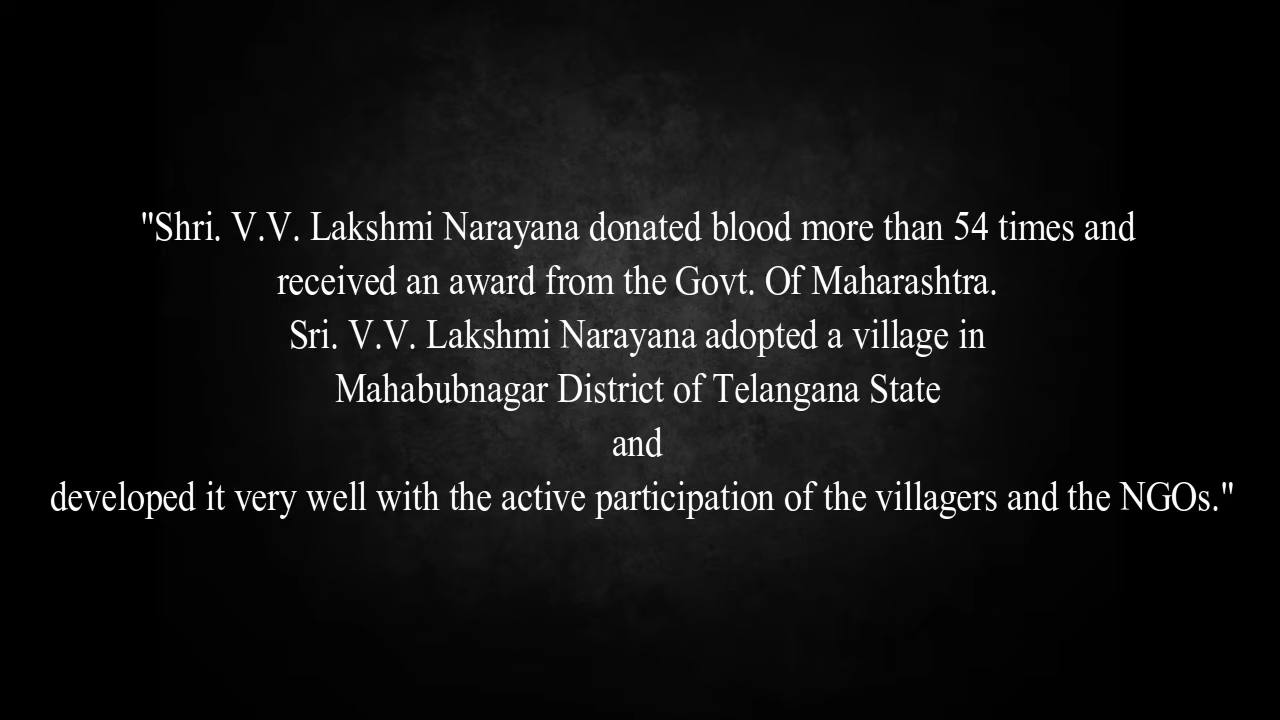 "Shri. V.V. Lakshmi Narayana donated blood more than 54 times and
received an award from the Govt. Of Maharashtra.
Sri. V.V. Lakshmi Narayana adopted a village in
Mahabubnagar District of Telangana State
and
developed it very well with the active participation of the villagers and the NGOs."